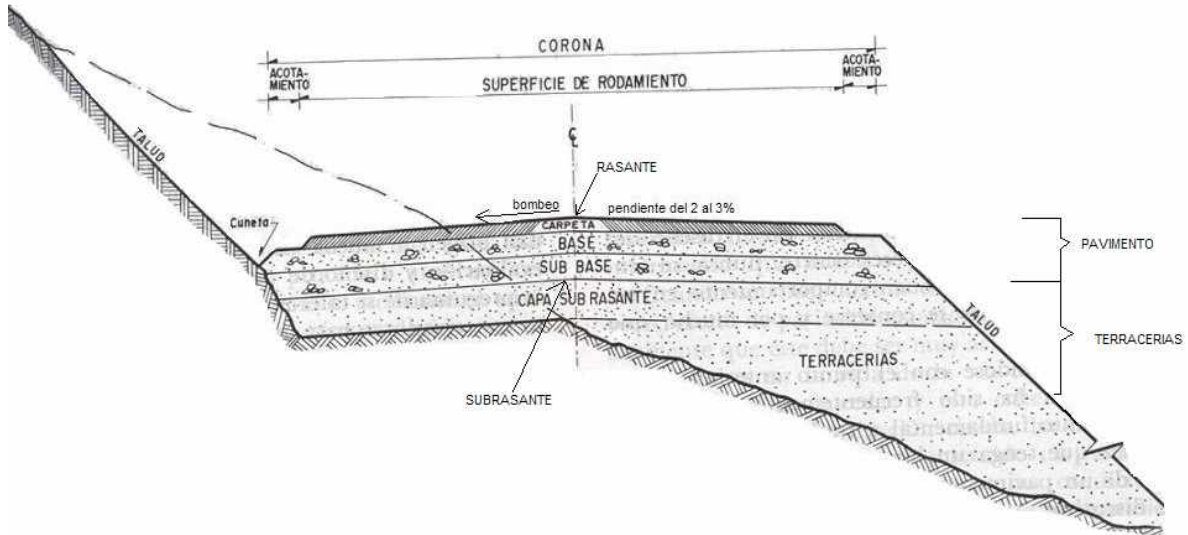 CORONA
ACOTA-
MIENTO
SUPERFICIE DE RODAMIENTO
ACOTA-
MIENTO
℄
TALUD
RASANTE
bombeo
pendiente del 2 al 3%
Cuneta
CARPETA
BASE
SUB BASE
CAPA SUB RASANTE
PAVIMENTO
TALUD
TERRACERIAS
TERRACERIAS
SUBRASANTE